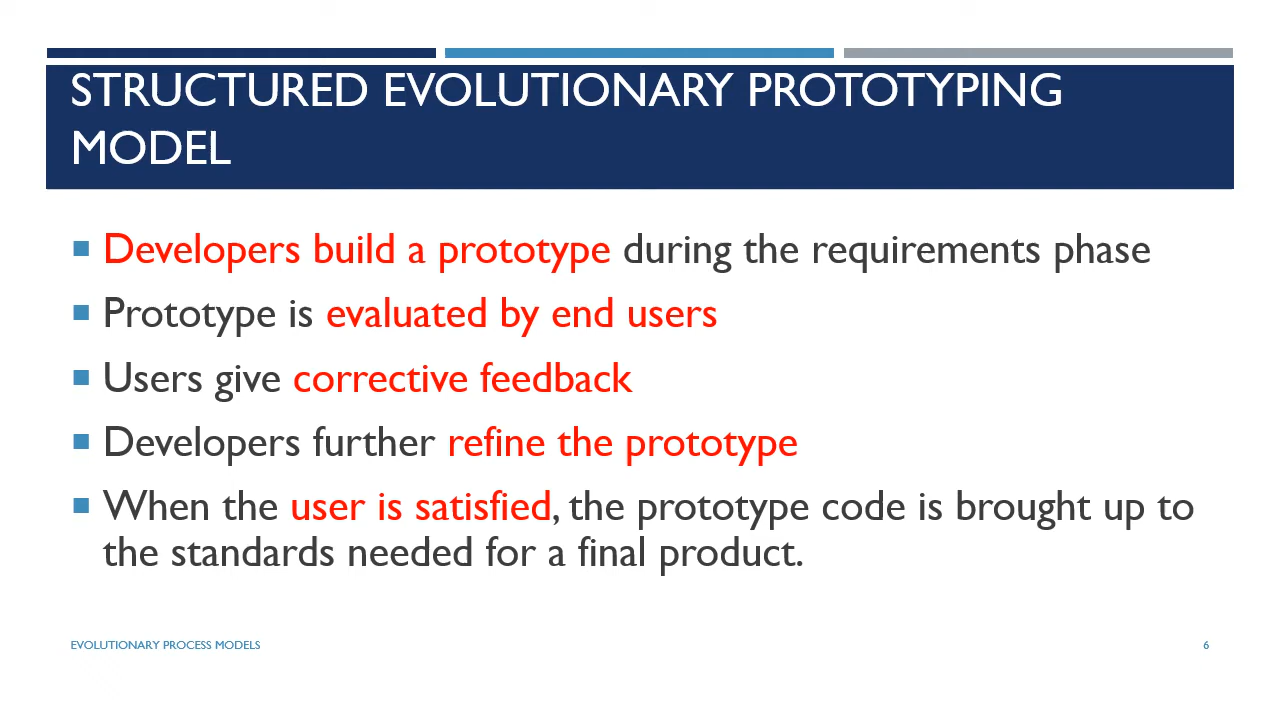 STRUCTURED EVOLUTIONARY PROTOTYPING
MODEL
Developers build a prototype during the requirements phase
Prototype is evaluated by end users
Users give corrective feedback
Developers further refine the prototype
When the user is satisfied, the prototype code is brought up to
the standards needed for a final product.
EVOLUTIONARY PROCESS MODELS
6